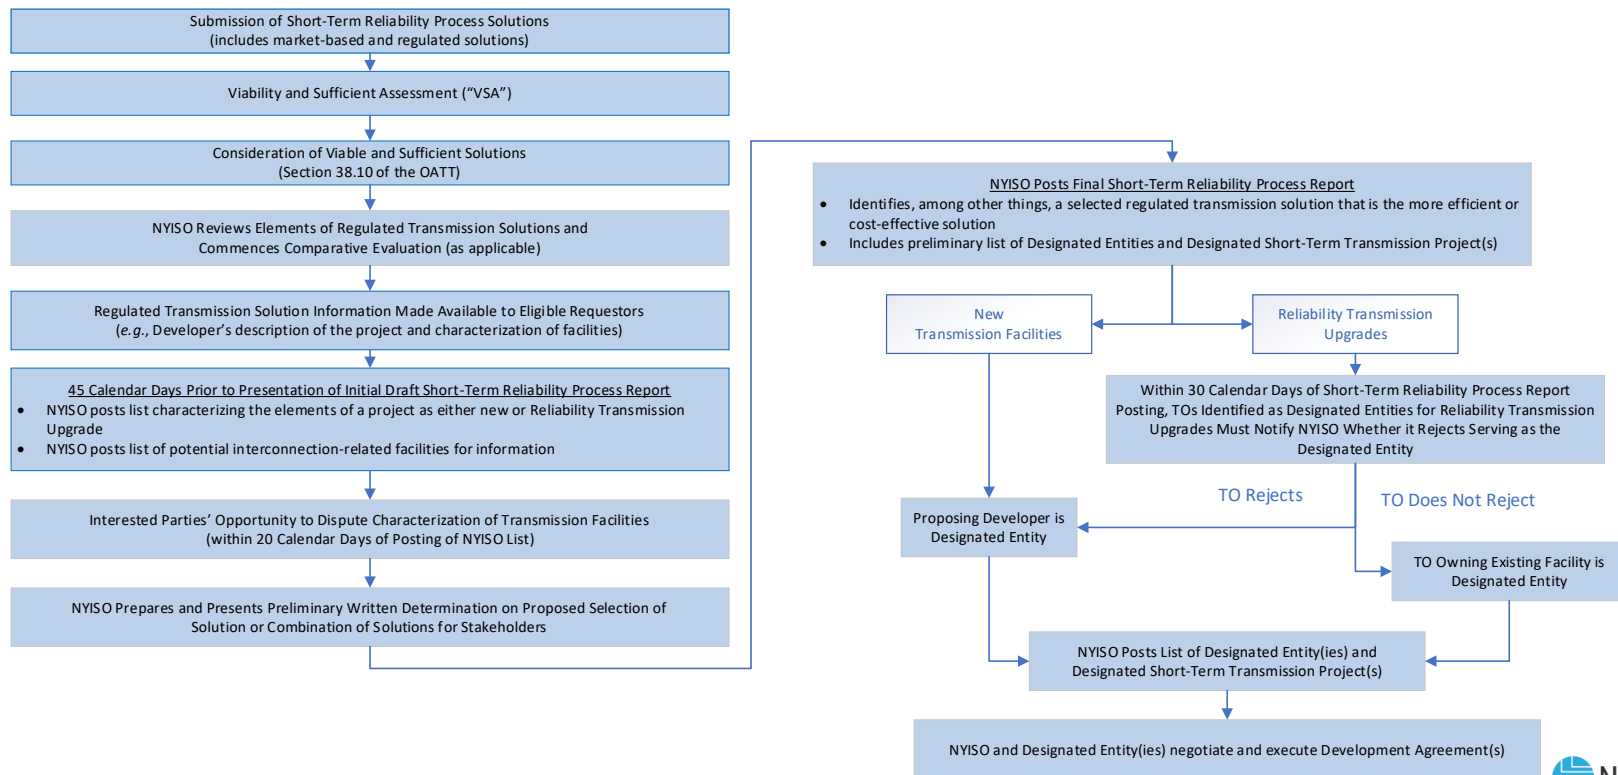 Submission of Short-Term Reliability Process Solutions
(includes market-based and regulated solutions)
Viability and Sufficient Assessment (“VSA”)
Consideration of Viable and Sufficient Solutions
(Section 38.10 of the OATT)
NYISO Reviews Elements of Regulated Transmission Solutions and
Commences Comparative Evaluation (as applicable)
Regulated Transmission Solution Information Made Available to Eligible Requestors
(e.g., Developer’s description of the project and characterization of facilities)
45 Calendar Days Prior to Presentation of Initial Draft Short-Term Reliability Process Report
• NYISO posts list characterizing the elements of a project as either new or Reliability Transmission
Upgrade
• NYISO posts list of potential interconnection-related facilities for information
Interested Parties’ Opportunity to Dispute Characterization of Transmission Facilities
(within 20 Calendar Days of Posting of NYISO List)
NYISO Prepares and Presents Preliminary Written Determination on Proposed Selection of
Solution or Combination of Solutions for Stakeholders
NYISO Posts Final Short-Term Reliability Process Report
• Identifies, among other things, a selected regulated transmission solution that is the more efficient or
cost-effective solution
• Includes preliminary list of Designated Entities and Designated Short-Term Transmission Project(s)
New
Transmission Facilities
Reliability Transmission
Upgrades
Within 30 Calendar Days of Short-Term Reliability Process Report
Posting, TOs Identified as Designated Entities for Reliability Transmission
Upgrades Must Notify NYISO Whether it Rejects Serving as the
Designated Entity
TO Rejects
TO Does Not Reject
Proposing Developer is
Designated Entity
TO Owning Existing Facility is
Designated Entity
NYISO Posts List of Designated Entity(ies) and
Designated Short-Term Transmission Project(s)
NYISO and Designated Entity(ies) negotiate and execute Development Agreement(s)